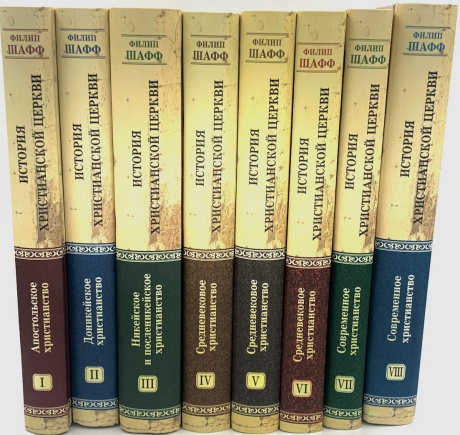 ФИЛИП
ШАФФ
ИСТОРИЯ
ХРИСТИАНСКОЙ ЦЕРКВИ
Апостольское
христианство
I
ФИЛИП
ШАФФ
ИСТОРИЯ
ХРИСТИАНСКОЙ ЦЕРКВИ
Доникейское
христианство
II
ФИЛИП
ШАФФ
ИСТОРИЯ
ХРИСТИАНСКОЙ ЦЕРКВИ
Никейское
и посленикейское
христианство
III
ФИЛИП
ШАФФ
ИСТОРИЯ
ХРИСТИАНСКОЙ ЦЕРКВИ
Средневековое
христианство
IV
ФИЛИП
ШАФФ
ИСТОРИЯ
ХРИСТИАНСКОЙ ЦЕРКВИ
Средневековое
христианство
V
ФИЛИП
ШАФФ
ИСТОРИЯ
ХРИСТИАНСКОЙ ЦЕРКВИ
Средневековое
христианство
VI
ФИЛИП
ШАФФ
ИСТОРИЯ
ХРИСТИАНСКОЙ ЦЕРКВИ
Современное
христианство
VII
ФИЛИП
ШАФФ
ИСТОРИЯ
ХРИСТИАНСКОЙ ЦЕРКВИ
Современное
христианство
VIII